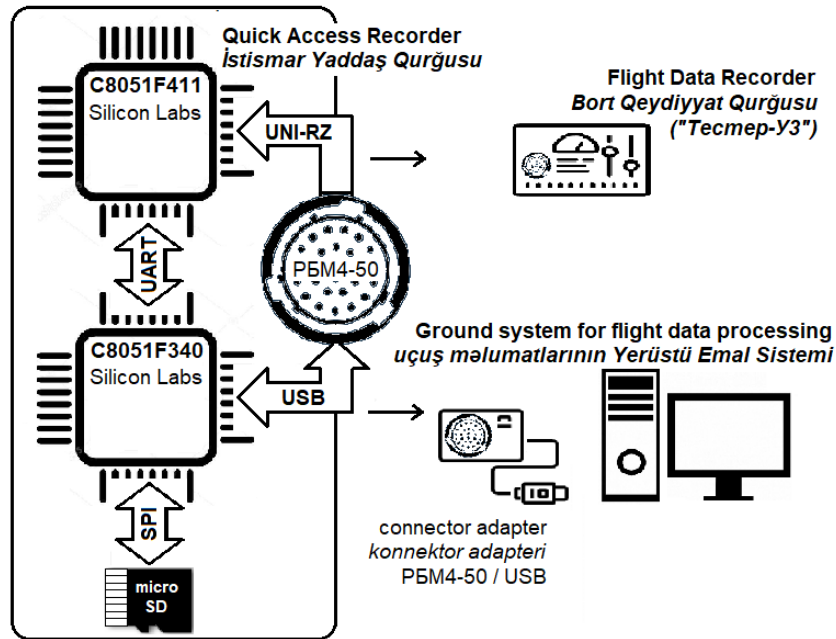 Quick Access Recorder
İstismar Yaddaş Qurğusu
C8051F411
Silicon Labs
UNI-RZ
Flight Data Recorder
Bort Qeydiyyat Qurğusu
("Тестер-У3")
UART
РБМ4-50
C8051F340
Silicon Labs
USB
Ground system for flight data processing
uçuş məlumatlarının Yerüstü Emal Sistemi
SPI
micro
SD
connector adapter
konnektor adapteri
РБМ4-50 / USB